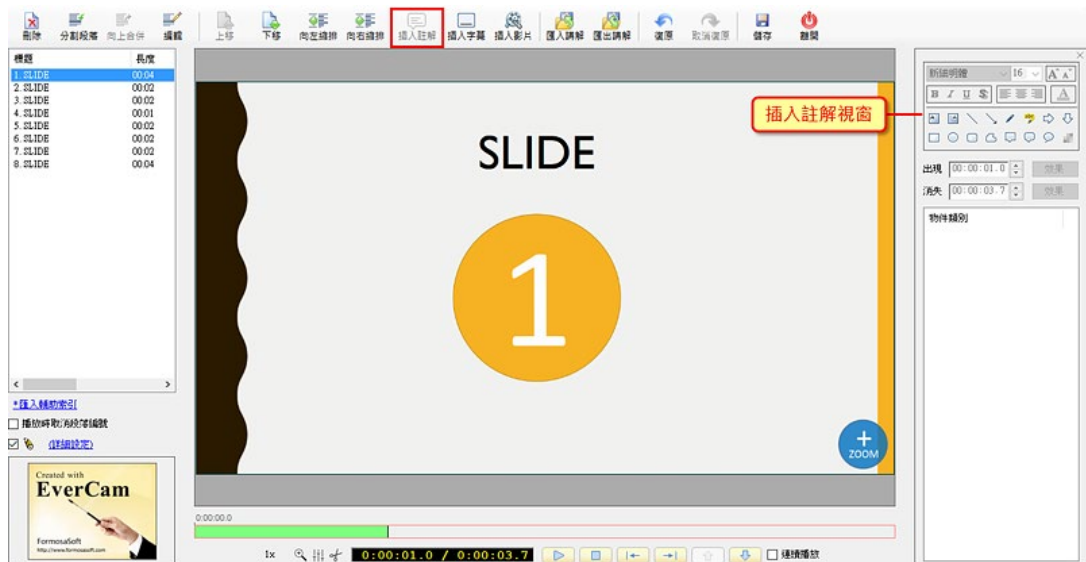 刪除 分割段落 向上合併 編輯 上移 下移 向左縮排 向右縮排 插入註解 插入字幕 插入影片 匯入講解 匯出講解 復原 取消復原 儲存 離開
標題 長度
1. SLIDE 00:04
2. SLIDE 00:02
3. SLIDE 00:02
4. SLIDE 00:01
5. SLIDE 00:02
6. SLIDE 00:02
7. SLIDE 00:02
8. SLIDE 00:04
*匯入輔助索引
播放時取消段落編號
(詳細設定)
Created with
EverCam
FormosaSoft
http://www.formosasoft.com
SLIDE
1
+
ZOOM
插入註解視窗
新細明體 16 A A
B I U S A
出現 00:00:01.0 效果
消失 00:00:03.7 效果
物件類別
0:00:00.0
1x 0:00:01.0 / 0:00:03.7 連續播放